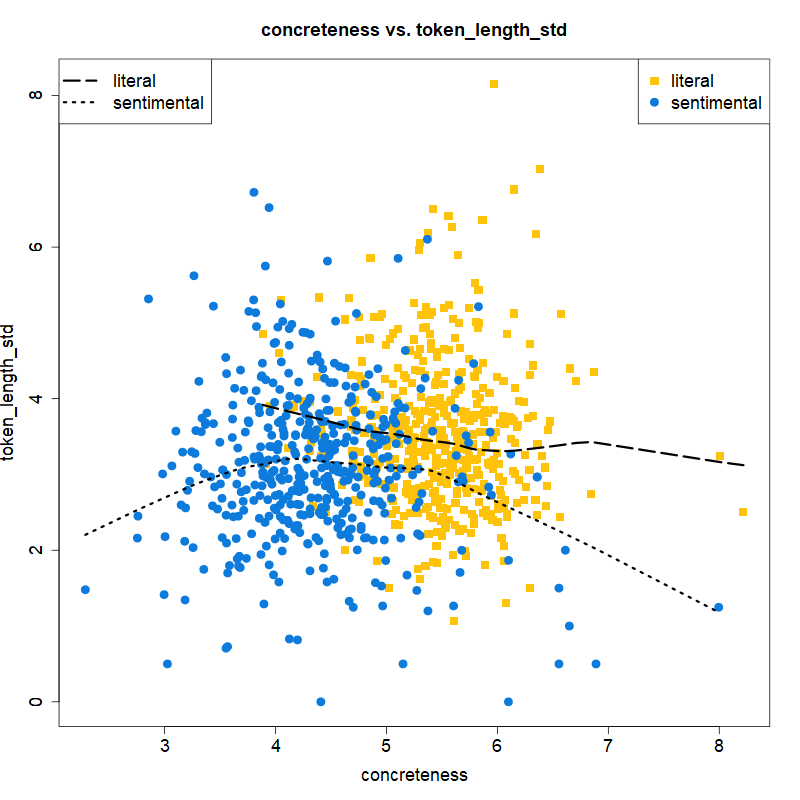 concreteness vs. token_length_std
literal
sentimental
literal
sentimental
8
6
4
2
0
token_length_std
3 4 5 6 7 8
concreteness